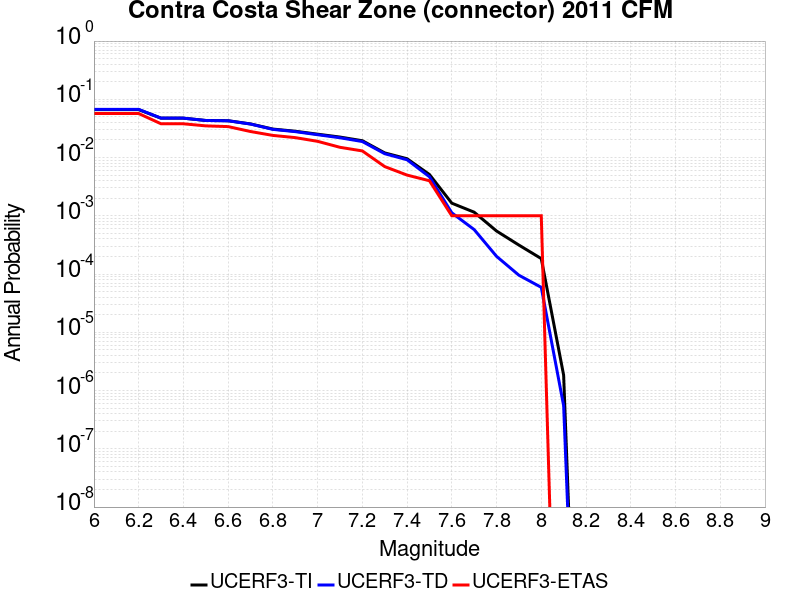 Contra Costa Shear Zone (connector) 2011 CFM
10^0
10^-1
10^-2
10^-3
10^-4
10^-5
10^-6
10^-7
10^-8
Annual Probability
6 6.2 6.4 6.6 6.8 7 7.2 7.4 7.6 7.8 8 8.2 8.4 8.6 8.8 9
Magnitude
UCERF3-TI UCERF3-TD UCERF3-ETAS